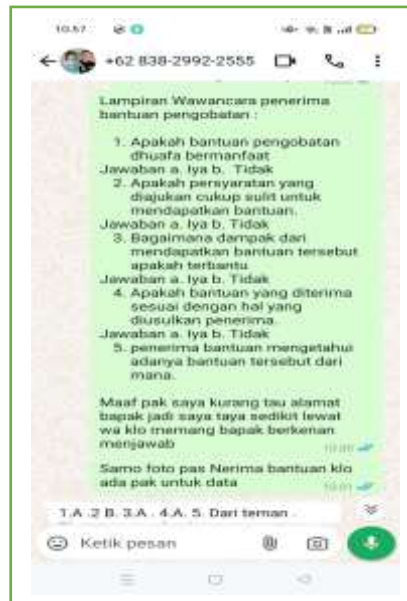 10.57
+62 838-2992-2555
Lampiran Wawancara penerima
bantuan pengobatan :
1. Apakah bantuan pengobatan
dhuafa bermanfaat
Jawaban a. Iya b. Tidak
2. Apakah persyaratan yang
diajukan cukup sulit untuk
mendapatkan bantuan.
Jawaban a. Iya b. Tidak
3. Bagaimana dampak dari
mendapatkan bantuan tersebut
apakah terbantu
Jawaban a. Iya b. Tidak
4. Apakah bantuan yang diterima
sesuai dengan hal yang
diusulkan penerima.
Jawaban a. Iya b. Tidak
5. penerima bantuan mengetahui
adanya bantuan tersebut dari
mana.
Maaf pak saya kurang tau alamat
bapak jadi saya taya sedikit lewat
wa klo memang bapak berkenan
menjawab
Samo foto pas Nerima bantuan klo
ada pak untuk data
1.A .2 B. 3.A . 4.A. 5. Dari teman .
Ketik pesan